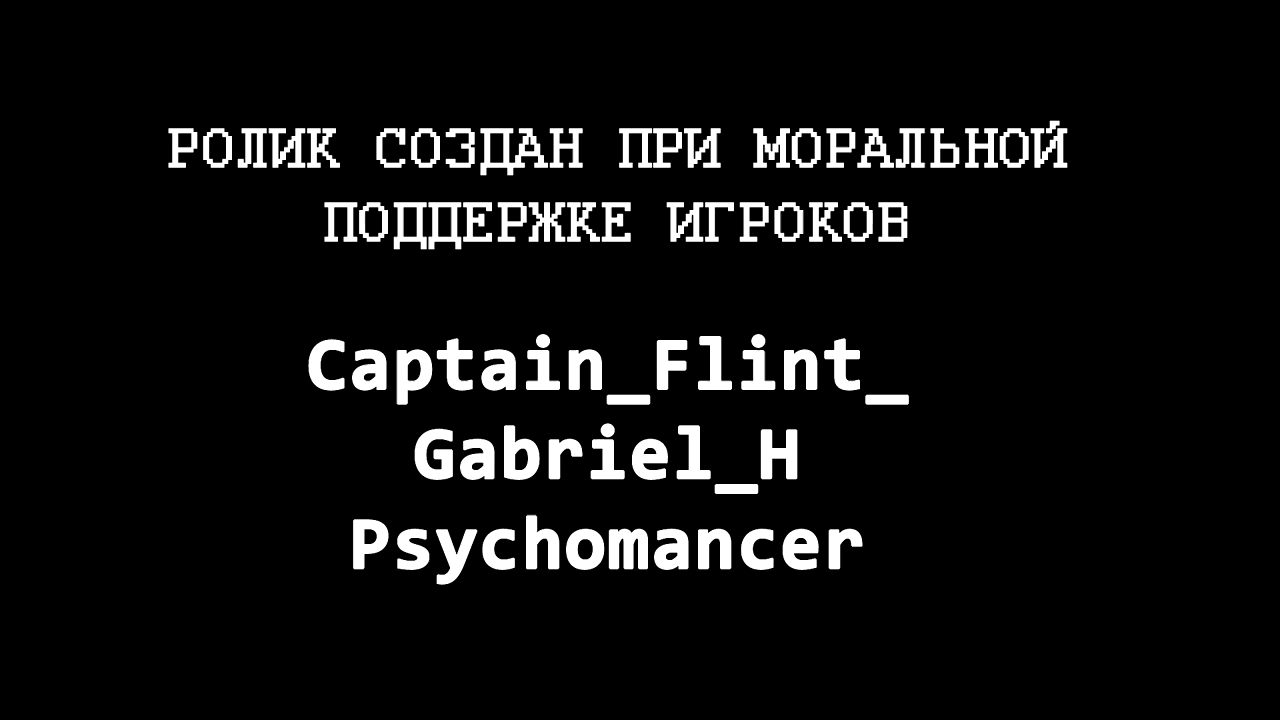 РОЛИК СОЗДАН ПРИ МОРАЛЬНОЙ
ПОДДЕРЖКЕ ИГРОКОВ
Captain_Flint_
Gabriel_H
Psychomancer